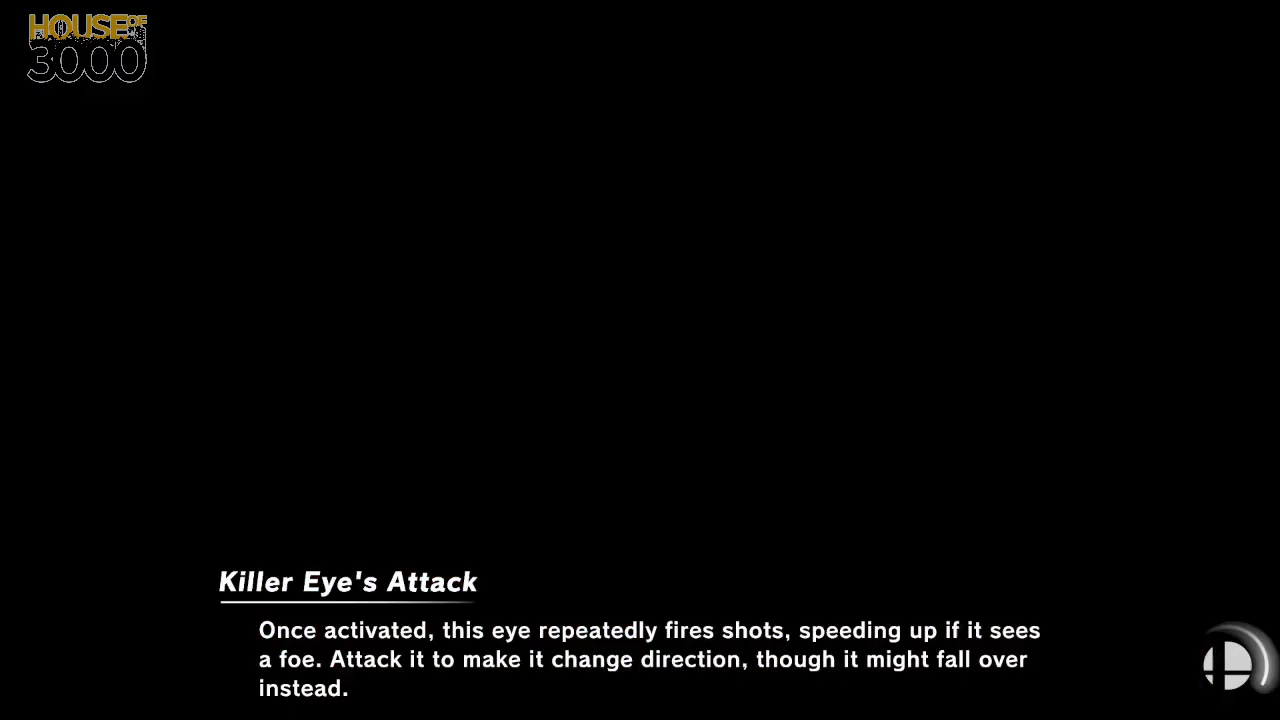 HOUSE OF
3000
Killer Eye's Attack
Once activated, this eye repeatedly fires shots, speeding up if it sees
a foe. Attack it to make it change direction, though it might fall over
instead.